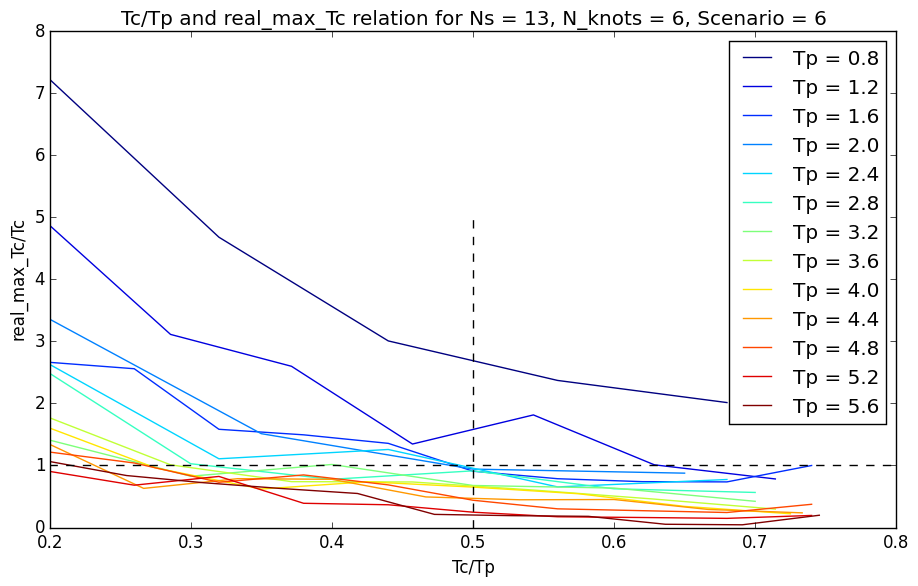 Tc/Tp and real_max_Tc relation for Ns = 13, N_knots = 6, Scenario = 6
8
7
6
5
4
3
2
1
0
real_max_Tc/Tc
0.2 0.3 0.4 0.5 0.6 0.7 0.8
Tc/Tp
Tp = 0.8
Tp = 1.2
Tp = 1.6
Tp = 2.0
Tp = 2.4
Tp = 2.8
Tp = 3.2
Tp = 3.6
Tp = 4.0
Tp = 4.4
Tp = 4.8
Tp = 5.2
Tp = 5.6